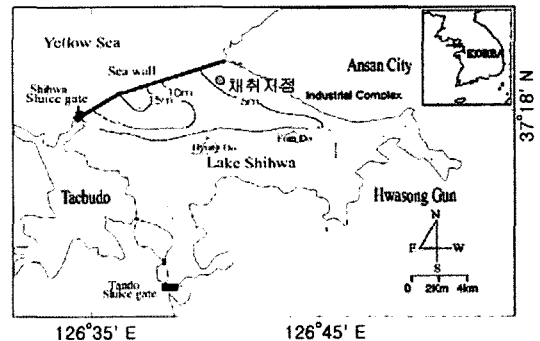 Yellow Sea
Sea wall
Ansan City
KOREA
Shihwa
Sluice gate
15m
10m
5m
채취지점
Industrial Complex
37°18' N
Lake Shihwa
Taebudo
Hwasong Gun
N
E W
S
Tando
Sluice gate
0 2Km 4km
126°35' E
126°45' E